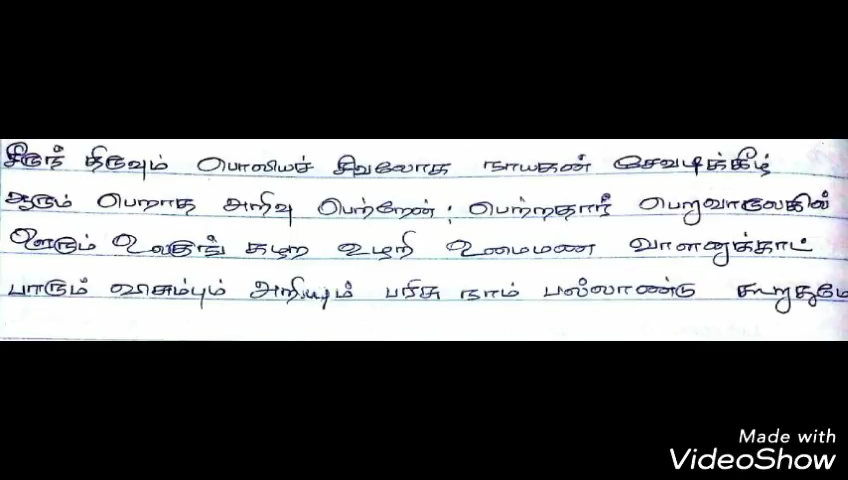 சீரும் திருவும் பொலியச் சிவலோக நாயகன் சேவடிக்கீழ்
ஆரும் பெறாத அறிவு பெற்றேன் ; பெற்றதார் பெறுவாருலகில்
ஊரும் உலகுங் கழற உழறி உமைமண வாளனுக்காட்
பாரும் விசும்பும் அறியும் பரிசு நாம் பல்லாண்டு கூறுதுமே
Made with
VideoShow